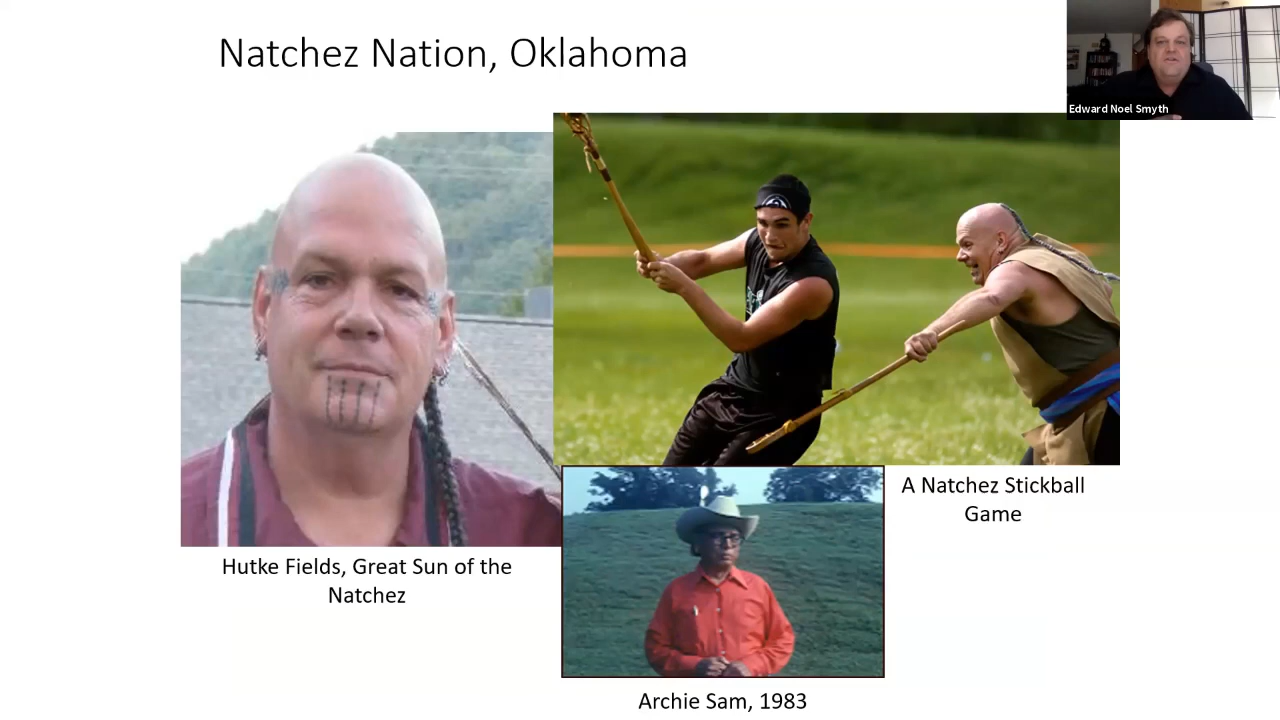 Natchez Nation, Oklahoma
Edward Noel Smyth
A Natchez Stickball
Game
Hutke Fields, Great Sun of the
Natchez
Archie Sam, 1983